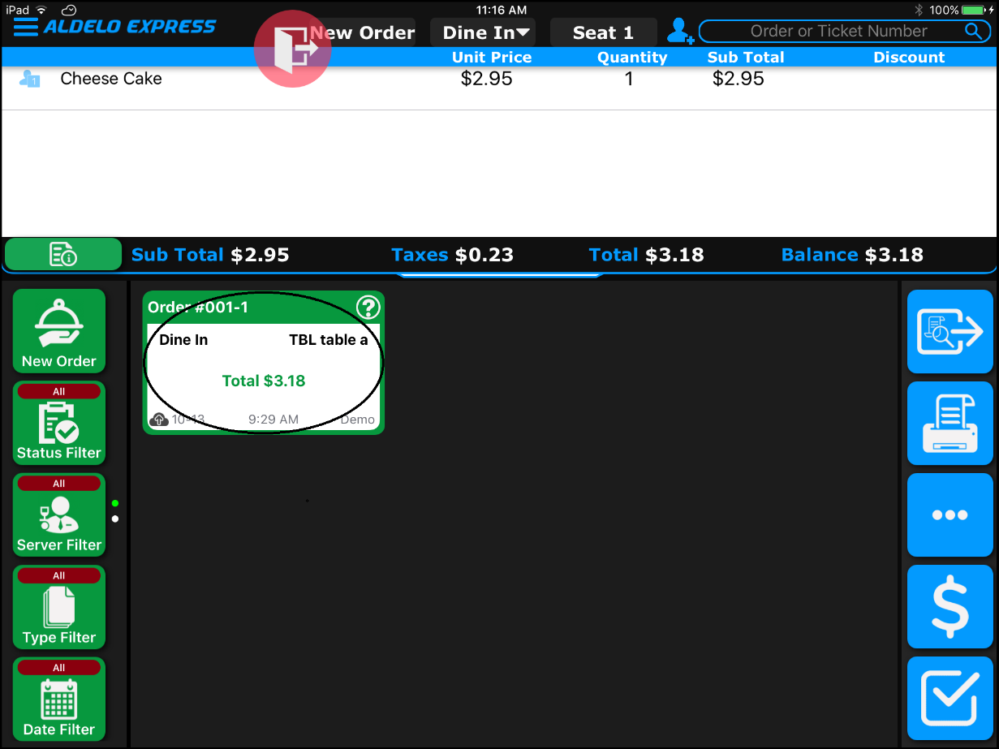 iPad 11:16 AM 100%
ALDELO EXPRESS New Order Dine In Seat 1 Order or Ticket Number
Unit Price Quantity Sub Total Discount
1 Cheese Cake $2.95 1 $2.95
Sub Total $2.95 Taxes $0.23 Total $3.18 Balance $3.18
New Order
All
Status Filter
All
Server Filter
All
Type Filter
All
Date Filter
Order #001-1 ?
Dine In TBL table a
Total $3.18
10-13 9:29 AM Demo
$